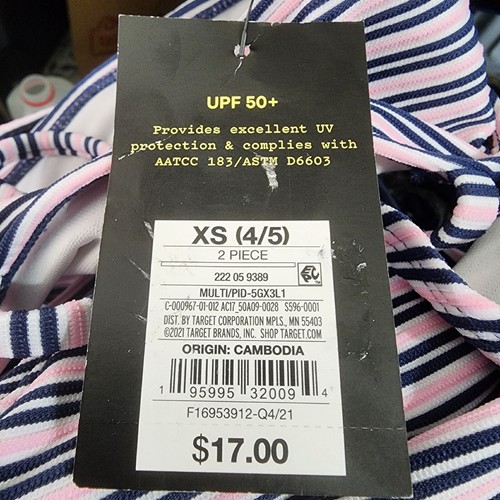 UPF 50+
Provides excellent UV
protection & complies with
AATCC 183/ASTM D6603
XS (4/5)
2 PIECE
222 05 9389
MULTI/PID-5GX3L1
C-000967-01-012 AC17_50A09-0028 S596-0001
DIST. BY TARGET CORPORATION MPLS., MN 55403
©2021 TARGET BRANDS, INC. SHOP TARGET.COM
ORIGIN: CAMBODIA
1 95995 32009 4
F16953912-Q4/21
$17.00